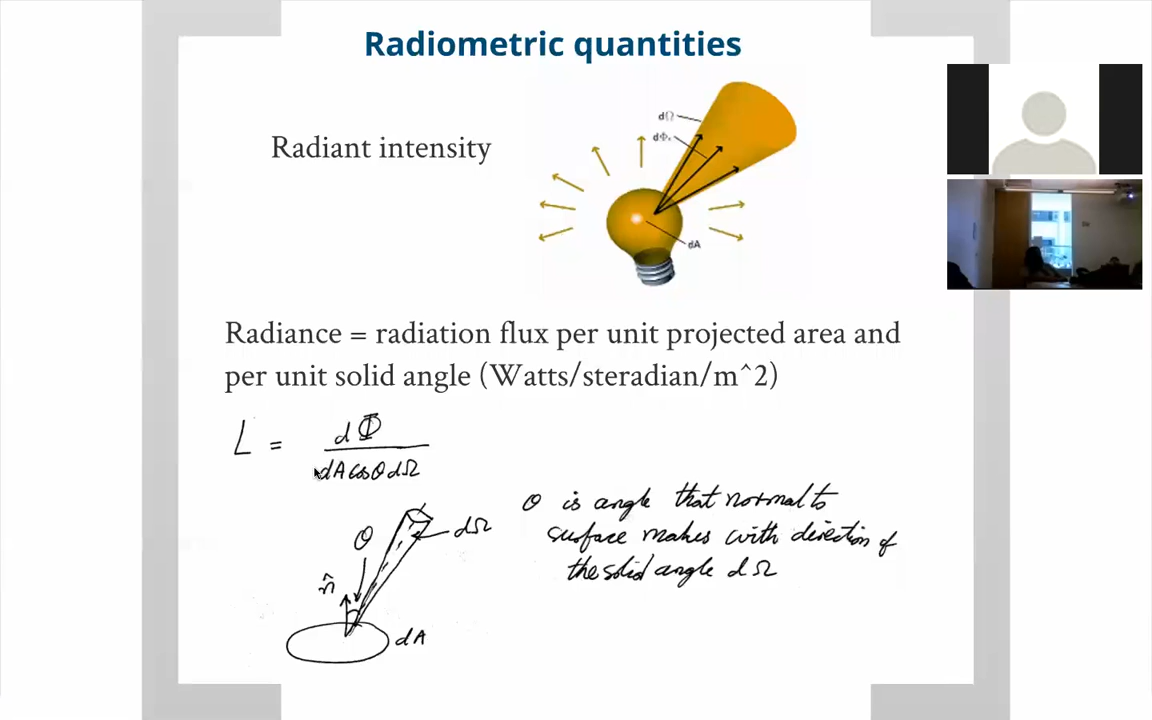 Radiometric quantities
Radiant intensity
dΩ
dΦₑ
dA
Radiance = radiation flux per unit projected area and
per unit solid angle (Watts/steradian/m^2)
L = dΦ
dA cosθ dΩ
θ is angle that normal to
surface makes with direction of
the solid angle dΩ
θ
dΩ
n̂
dA